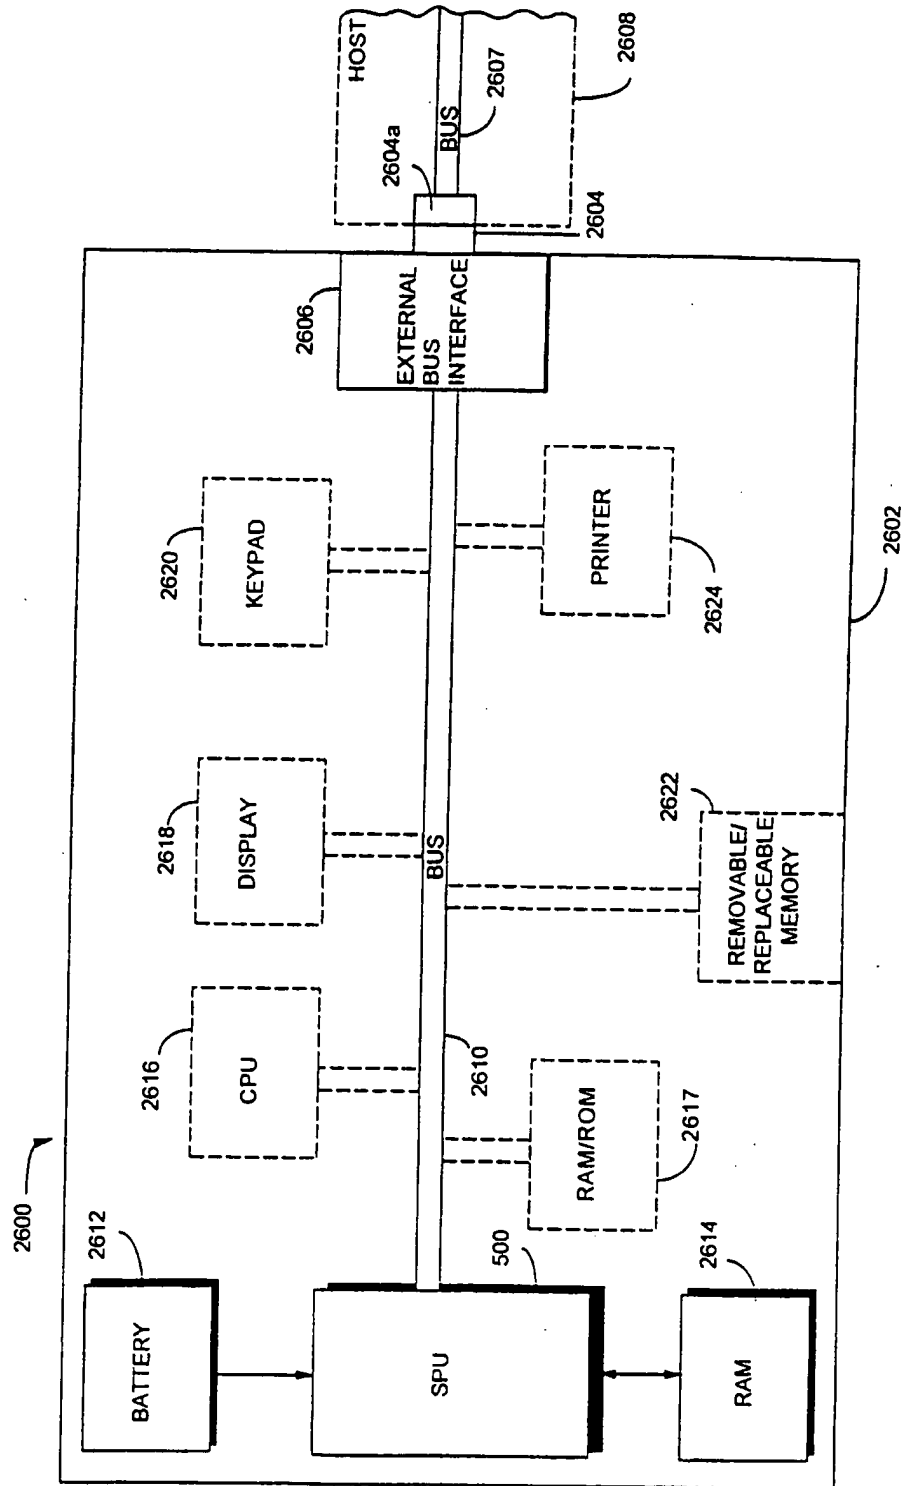 2600
2612
BATTERY
SPU
500
RAM
2614
2616
CPU
2618
DISPLAY
2620
KEYPAD
BUS
2610
RAM/ROM
2617
REMOVABLE/
REPLACEABLE
MEMORY
2622
PRINTER
2624
2602
2606
EXTERNAL
BUS
INTERFACE
2604
2604a
HOST
BUS
2607
2608